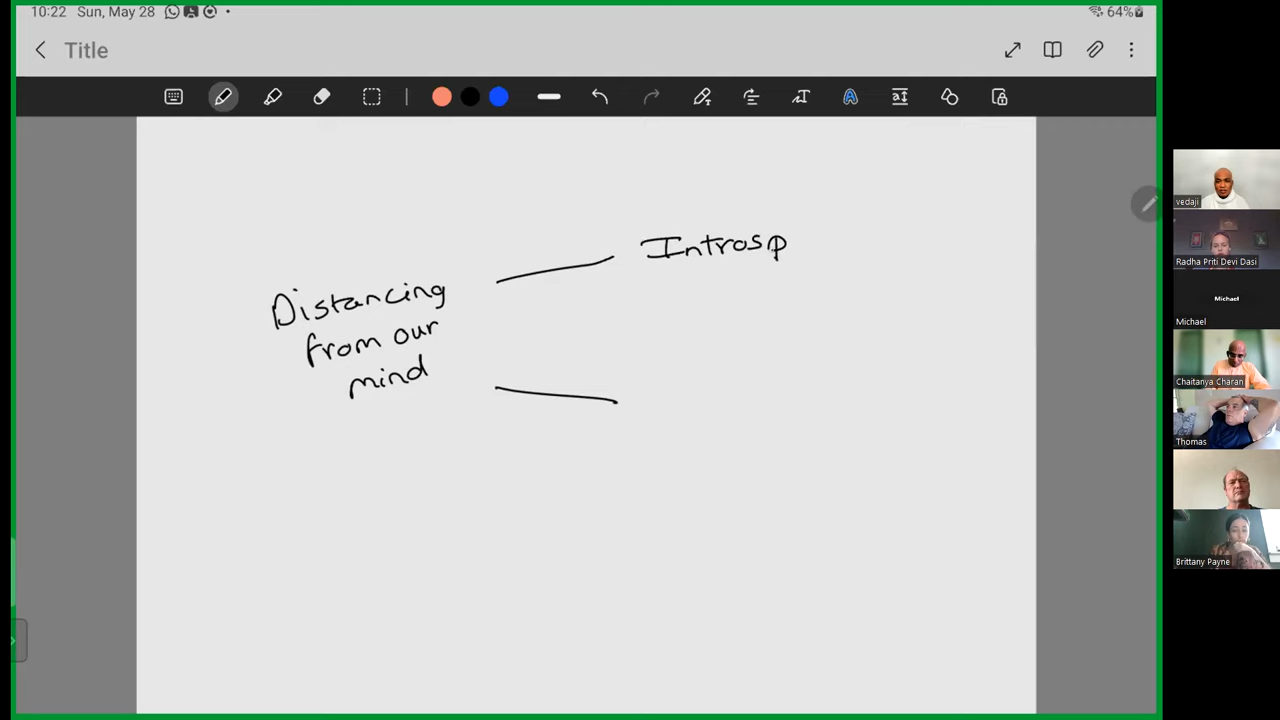 10:22 Sun, May 28
64%
Title
Introsp
Distancing
from our
mind
vedaji
Radha Priti Devi Dasi
Michael
Michael
Chaitanya Charan
Thomas
Brittany Payne